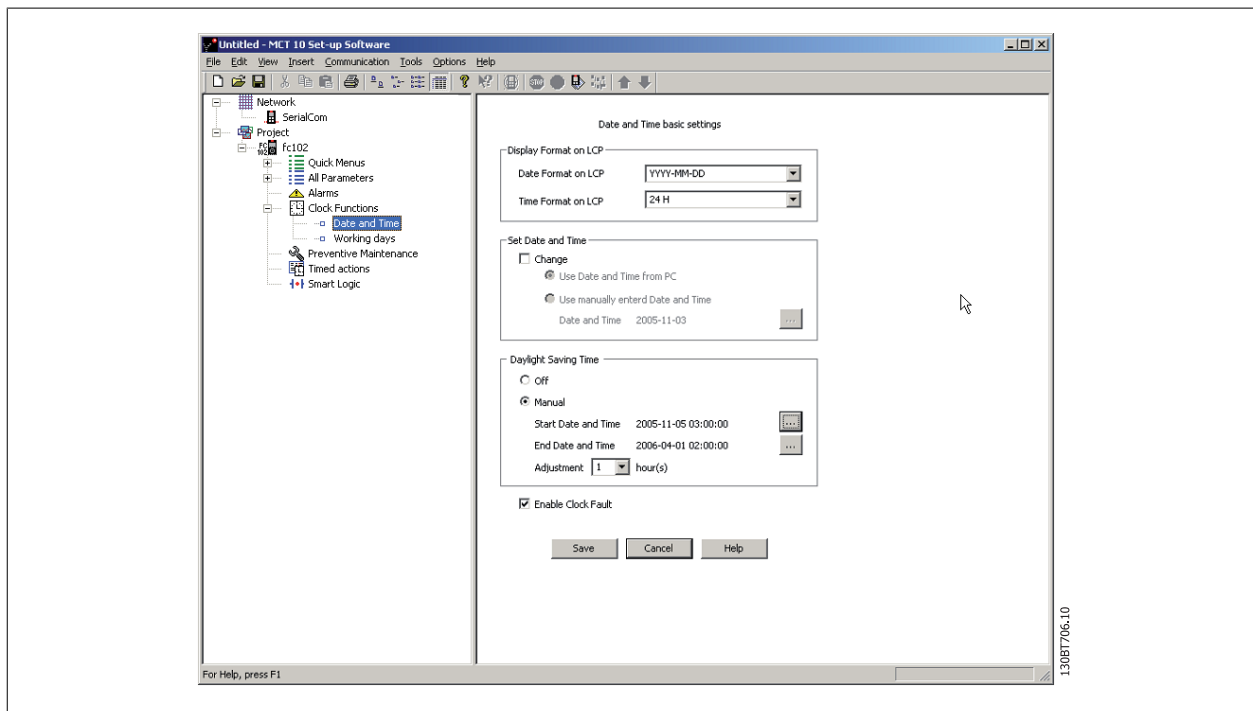 Untitled - MCT 10 Set-up Software
File Edit View Insert Communication Tools Options Help
STOP
Network
SerialCom
Project
FC 102 fc102
Quick Menus
All Parameters
Alarms
Clock Functions
Date and Time
Working days
Preventive Maintenance
Timed actions
Smart Logic
Date and Time basic settings
Display Format on LCP
Date Format on LCP YYYY-MM-DD
Time Format on LCP 24 H
Set Date and Time
Change
Use Date and Time from PC
Use manually enterd Date and Time
Date and Time 2005-11-03 ...
Daylight Saving Time
Off
Manual
Start Date and Time 2005-11-05 03:00:00 ...
End Date and Time 2006-04-01 02:00:00 ...
Adjustment 1 hour(s)
Enable Clock Fault
Save Cancel Help
For Help, press F1
130BT706.10